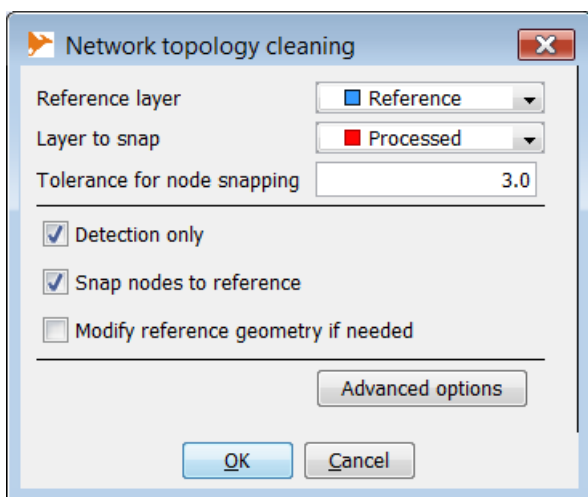 Network topology cleaning
Reference layer Reference
Layer to snap Processed
Tolerance for node snapping 3.0
Detection only
Snap nodes to reference
Modify reference geometry if needed
Advanced options
OK Cancel